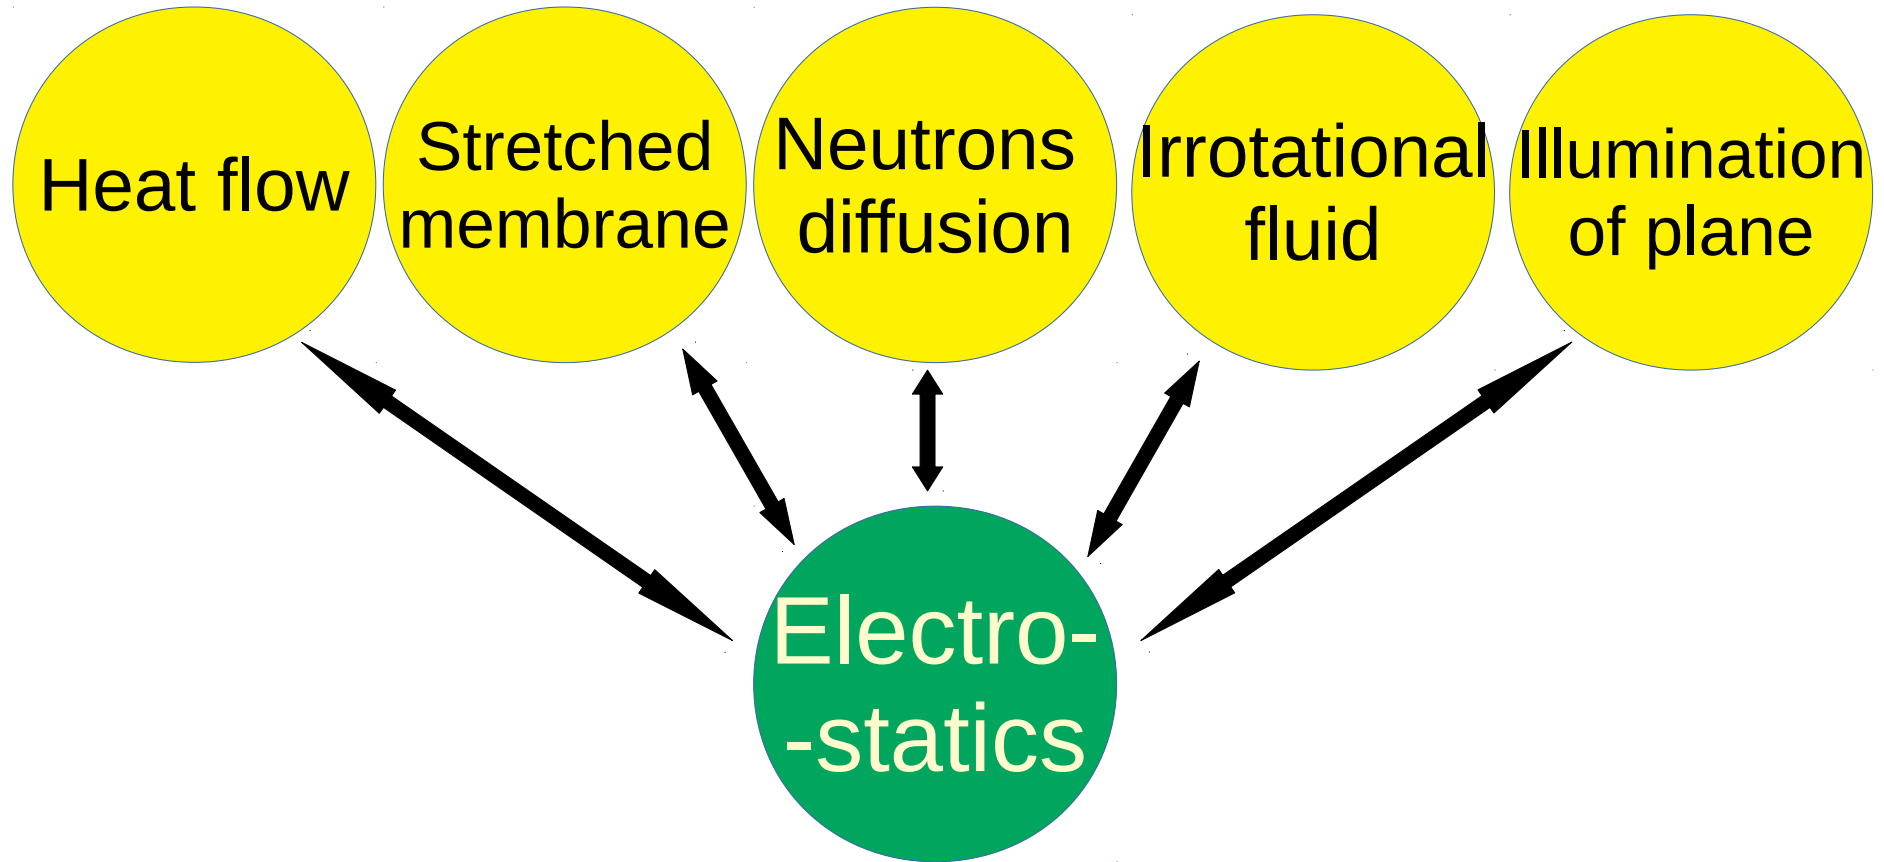 Heat flow
Stretched
membrane
Neutrons
diffusion
Irrotational
fluid
Illumination
of plane
Electro-
-statics